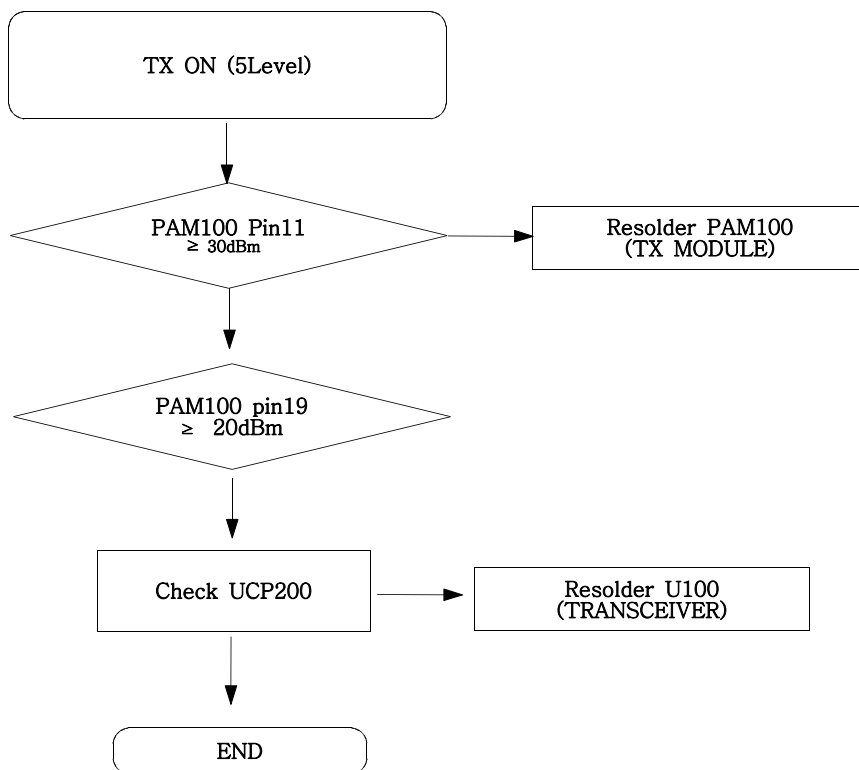 TX ON (5Level)
PAM100 Pin11
≥ 30dBm
Resolder PAM100
(TX MODULE)
PAM100 pin19
≥ 20dBm
Check UCP200
Resolder U100
(TRANSCEIVER)
END